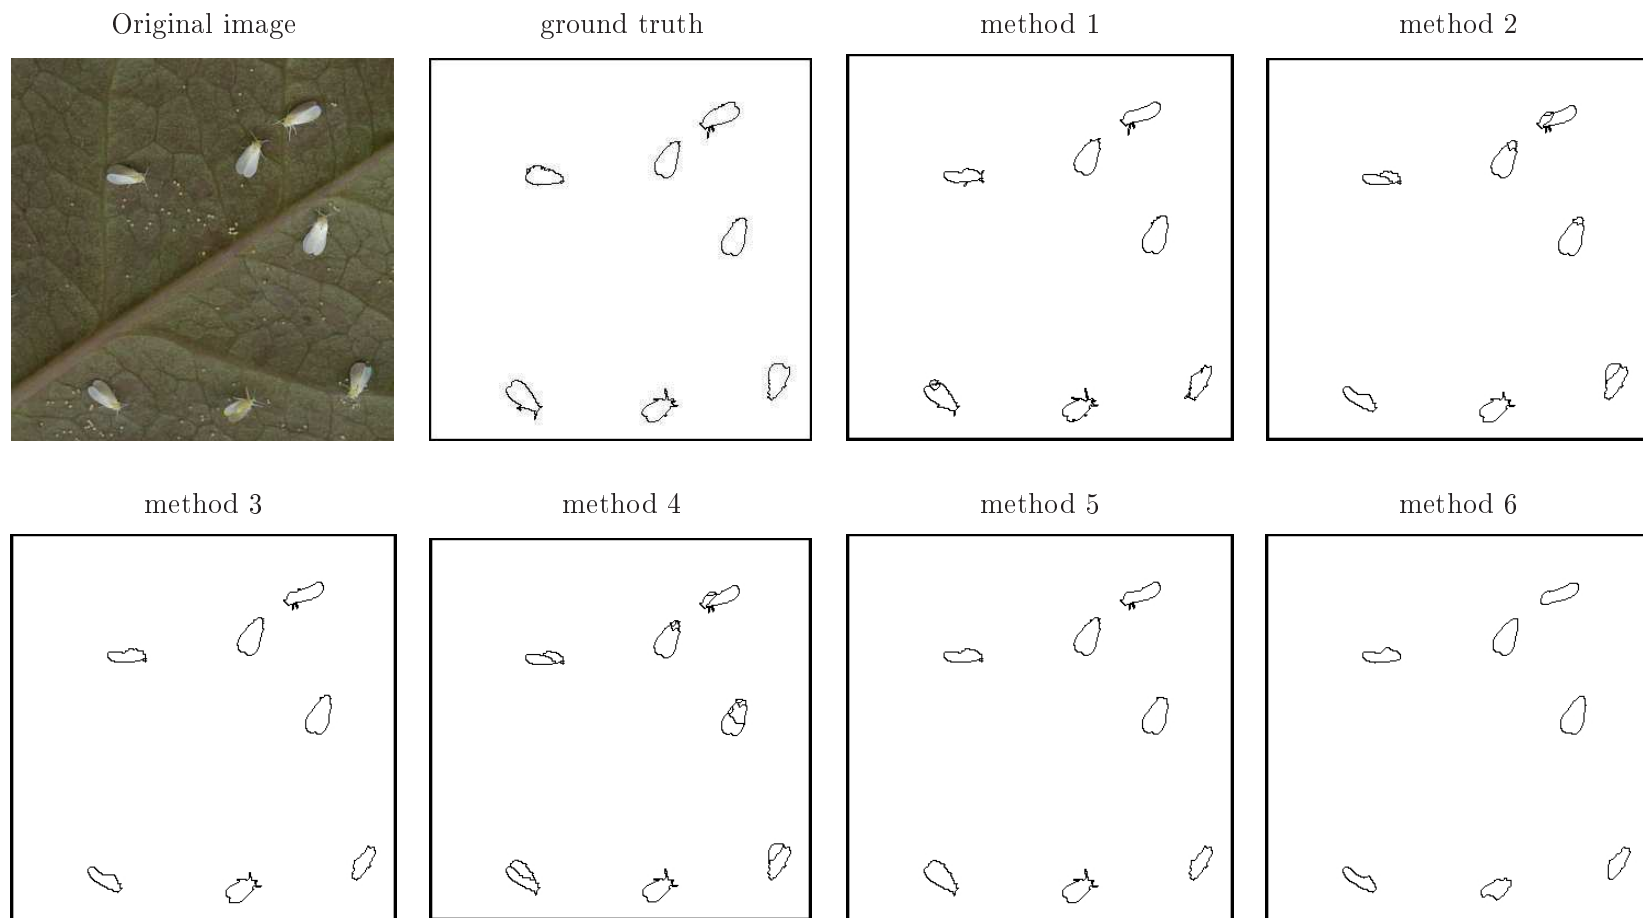 Original image
ground truth
method 1
method 2
method 3
method 4
method 5
method 6